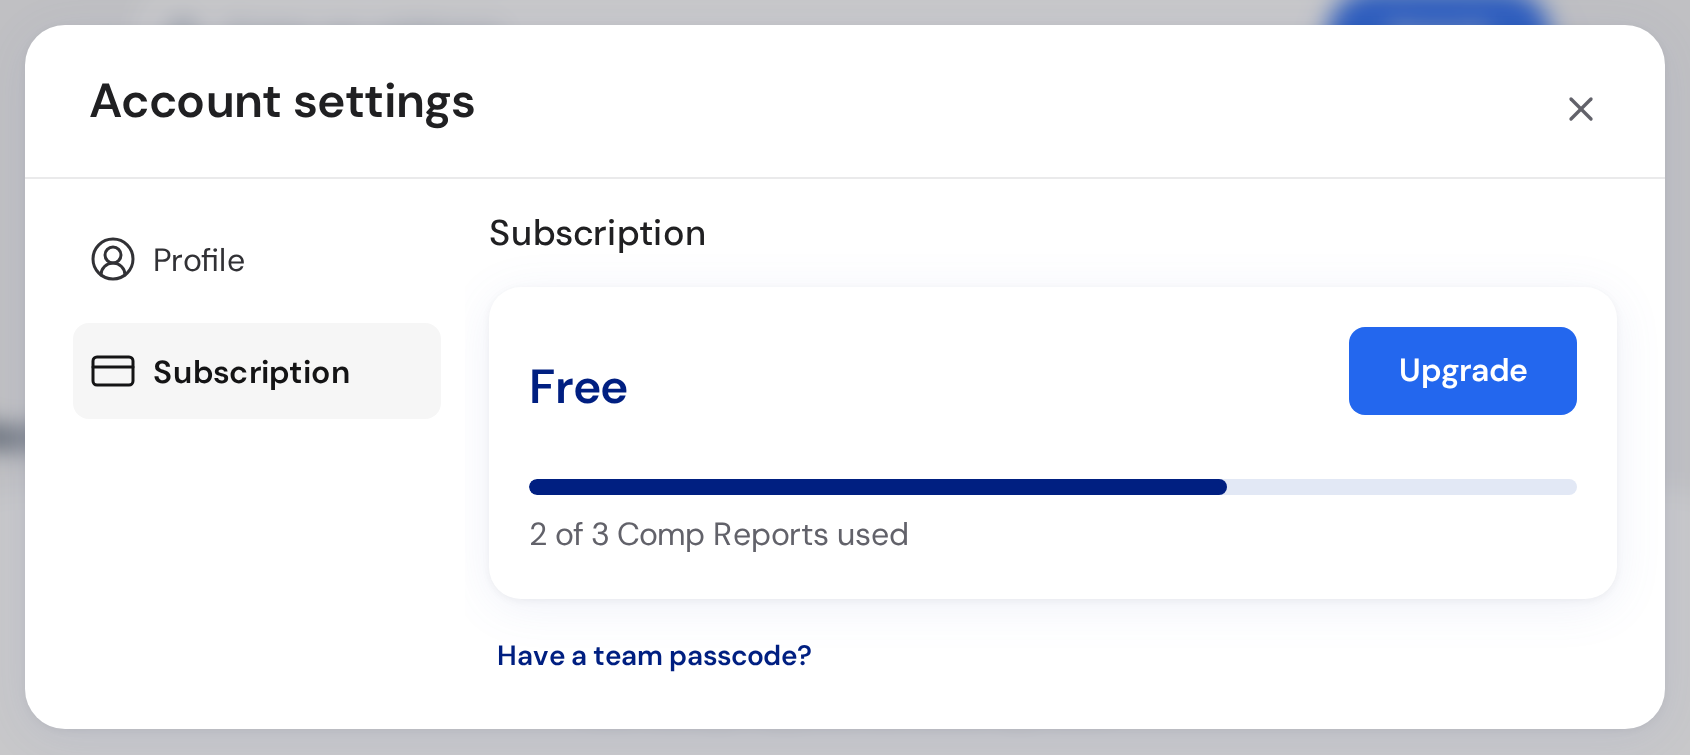 Account settings
Profile
Subscription
Subscription
Free
Upgrade
2 of 3 Comp Reports used
Have a team passcode?